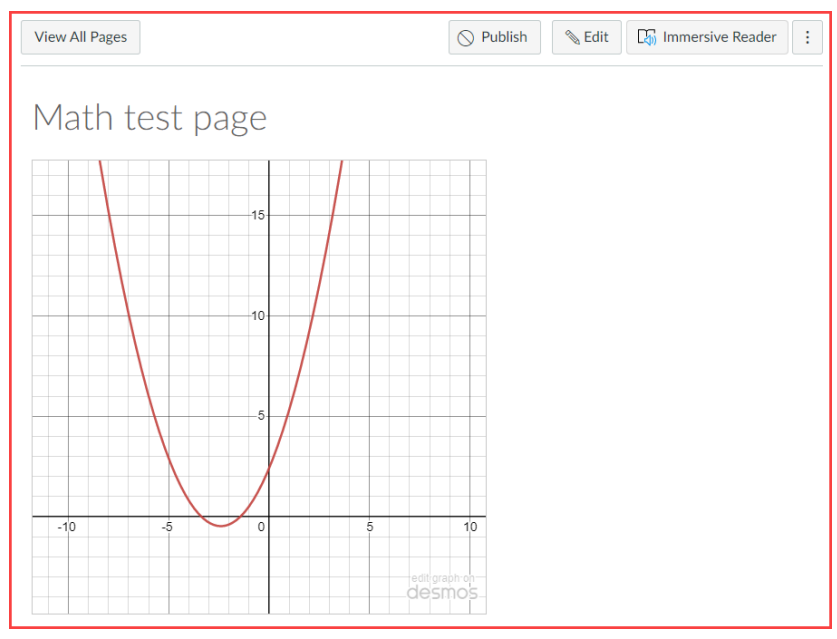 View All Pages
Publish
Edit
Immersive Reader
Math test page
15
10
5
-10
-5
0
5
10
edit graph on
desmos